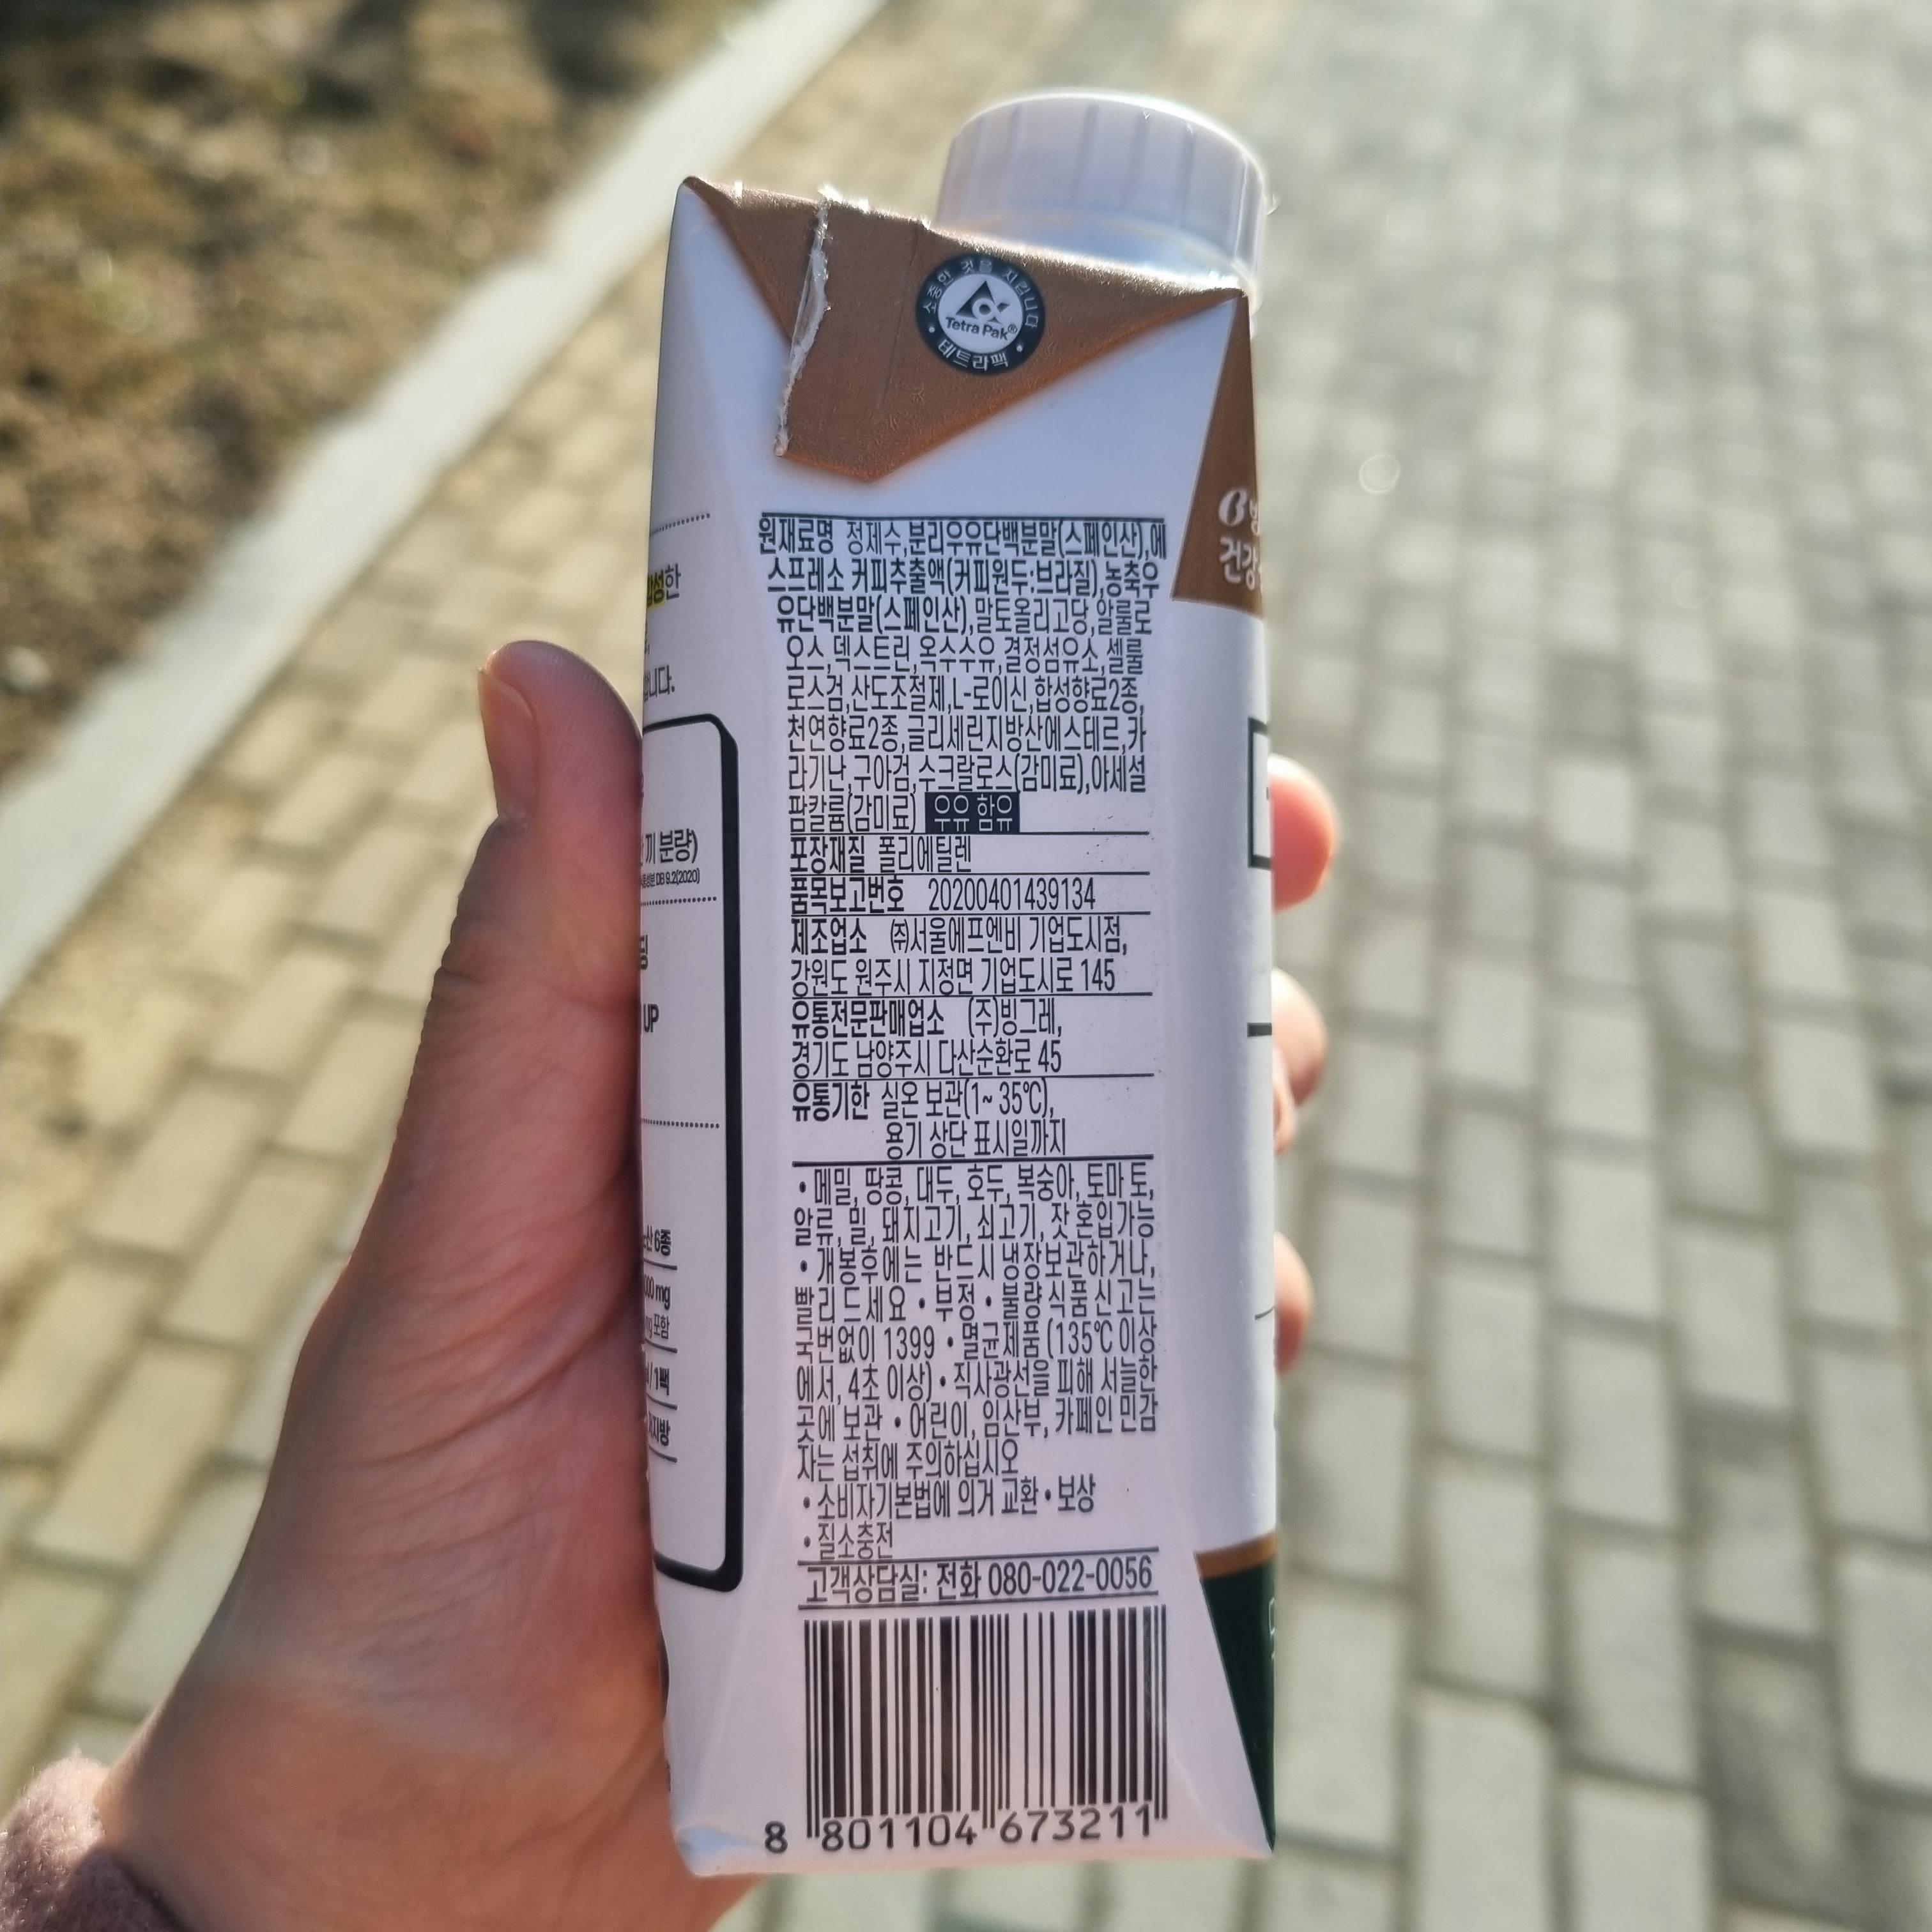 소중한 것을 지킵니다
Tetra Pak®
테트라팩
원재료명 정제수,분리우유단백분말(스페인산),에
스프레소 커피추출액(커피원두:브라질),농축우
유단백분말(스페인산),말토올리고당,알룰로
오스,덱스트린,옥수수유,결정섬유소,셀룰
로스검,산도조절제,L-로이신,합성향료2종,
천연향료2종,글리세린지방산에스테르,카
라기난,구아검,수크랄로스(감미료),아세설
팜칼륨(감미료) 우유 함유
포장재질 폴리에틸렌
품목보고번호 20200401439134
제조업소 ㈜서울에프엔비 기업도시점,
강원도 원주시 지정면 기업도시로 145
유통전문판매업소 (주)빙그레,
경기도 남양주시 다산순환로 45
유통기한 실온 보관(1~ 35℃),
용기 상단 표시일까지
• 메밀, 땅콩, 대두, 호두, 복숭아, 토마토,
알류, 밀, 돼지고기, 쇠고기, 잣 혼입가능
• 개봉후에는 반드시 냉장보관하거나,
빨리 드세요 • 부정 • 불량식품 신고는
국번없이 1399 • 멸균제품 (135℃ 이상
에서, 4초 이상) • 직사광선을 피해 서늘한
곳에 보관 • 어린이, 임산부, 카페인 민감
자는 섭취에 주의하십시오
• 소비자기본법에 의거 교환 • 보상
• 질소충전
고객상담실: 전화 080-022-0056
8 801104 673211
한
니다.
끼 분량)
DB 9.2(2020)
UP
6종
mg
포함
/ 1팩
저지방
건강